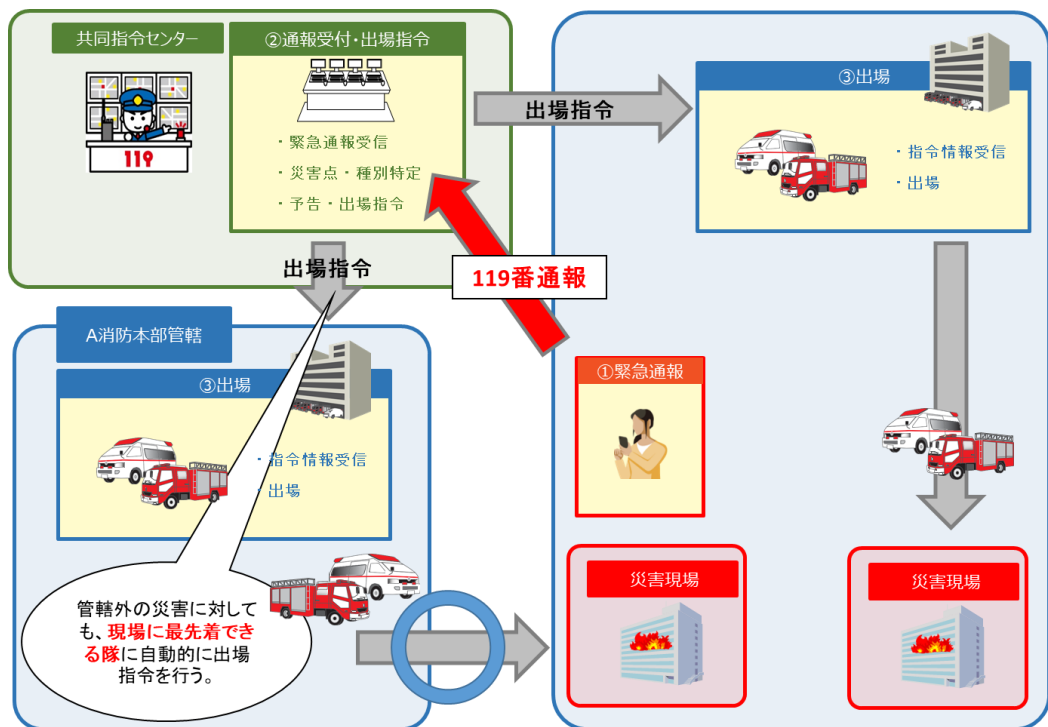 共同指令センター
119
②通報受付・出場指令
・緊急通報受信
・災害点・種別特定
・予告・出場指令
出場指令
③出場
・指令情報受信
・出場
出場指令
119番通報
A消防本部管轄
③出場
・指令情報受信
・出場
①緊急通報
管轄外の災害に対して
も、現場に最先着でき
る隊に自動的に出場
指令を行う。
災害現場
災害現場